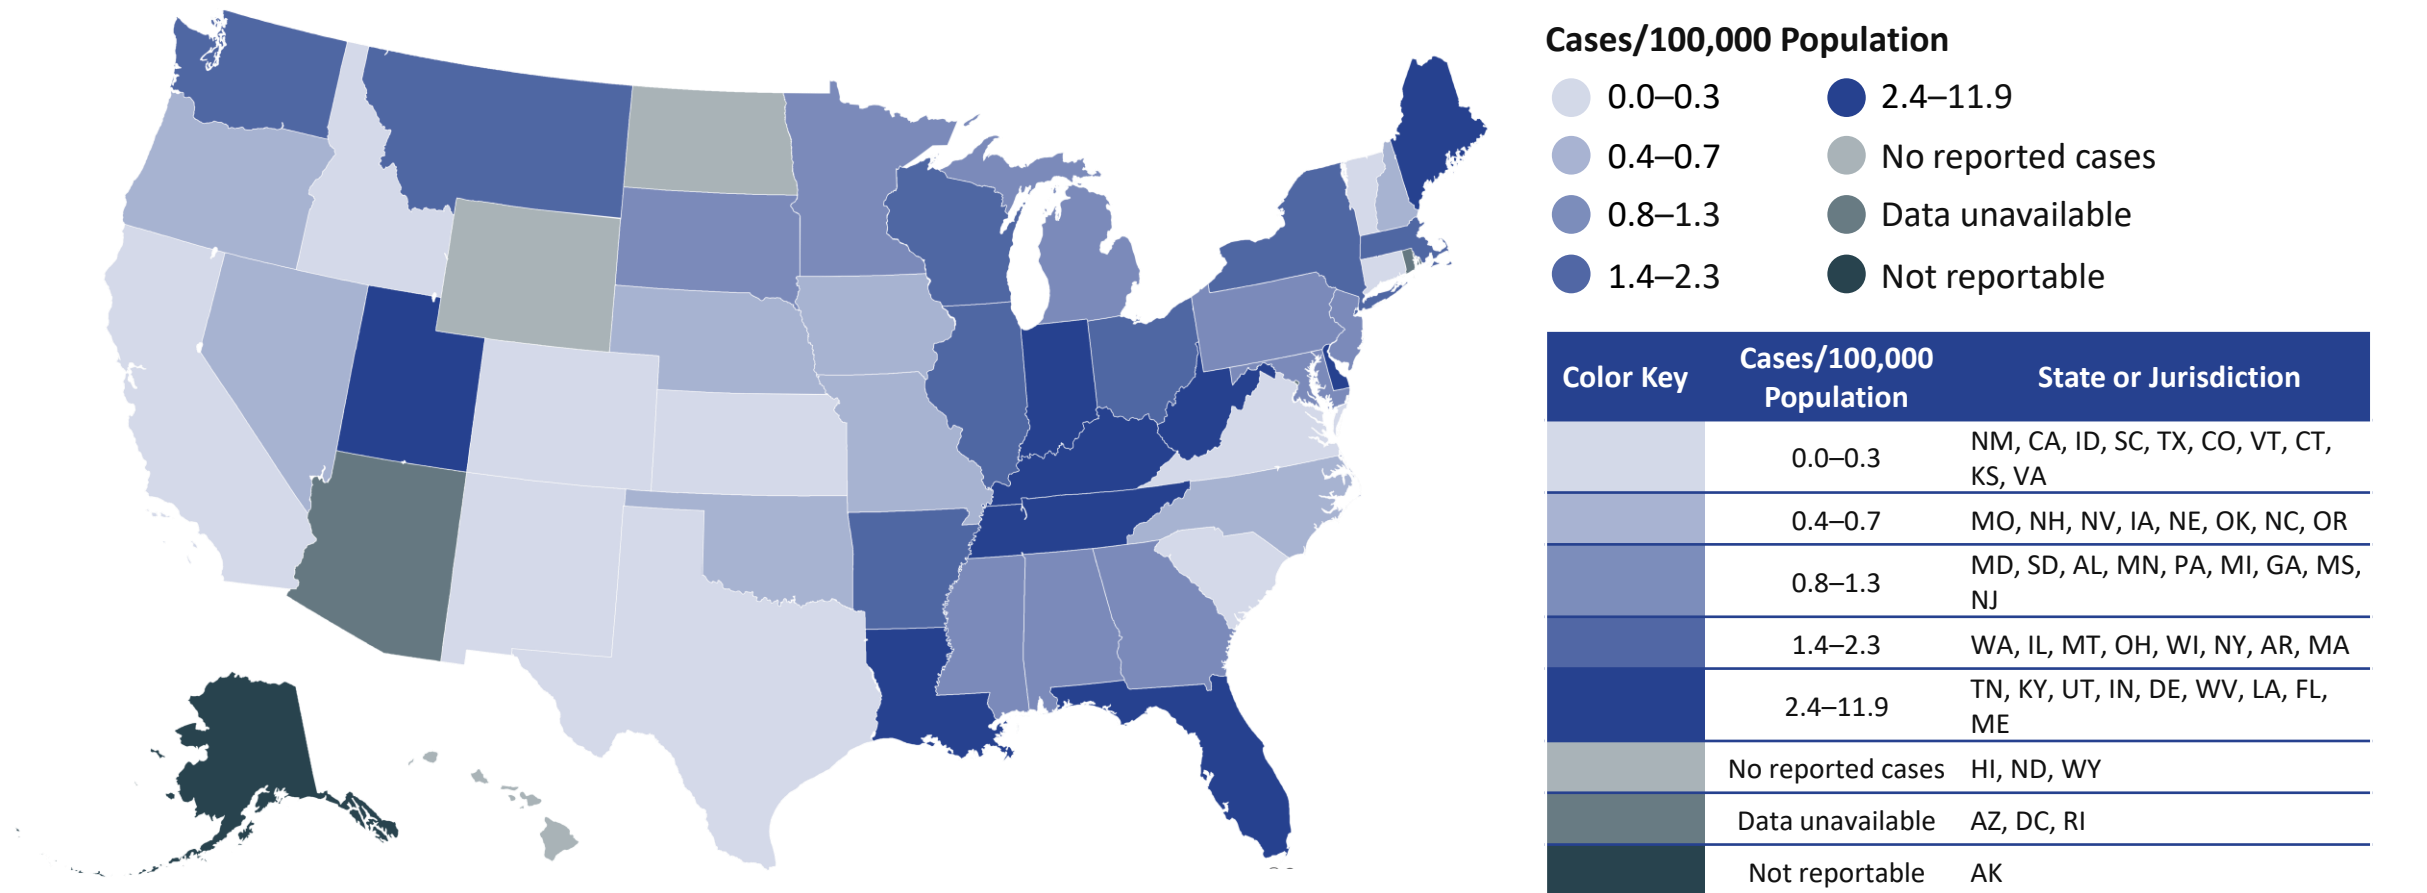 Cases/100,000 Population
0.0–0.3
2.4–11.9
0.4–0.7
No reported cases
0.8–1.3
Data unavailable
1.4–2.3
Not reportable
Color Key
Cases/100,000
Population
State or Jurisdiction
0.0–0.3
NM, CA, ID, SC, TX, CO, VT, CT,
KS, VA
0.4–0.7
MO, NH, NV, IA, NE, OK, NC, OR
0.8–1.3
MD, SD, AL, MN, PA, MI, GA, MS,
NJ
1.4–2.3
WA, IL, MT, OH, WI, NY, AR, MA
2.4–11.9
TN, KY, UT, IN, DE, WV, LA, FL,
ME
No reported cases
HI, ND, WY
Data unavailable
AZ, DC, RI
Not reportable
AK